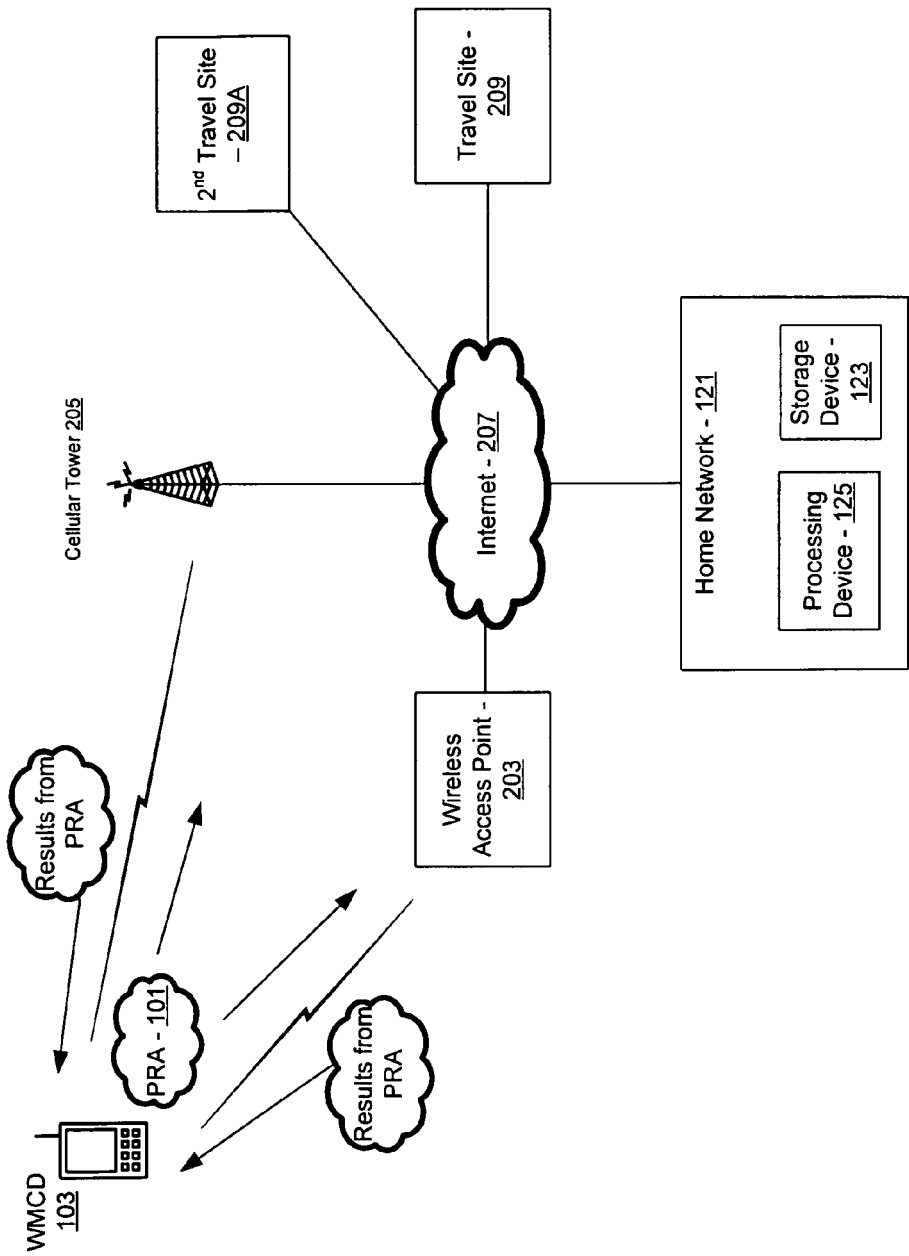 WMCD
103
Results from
PRA
PRA - 101
Results from
PRA
Cellular Tower 205
2nd Travel Site
– 209A
Wireless
Access Point -
203
Internet - 207
Travel Site -
209
Home Network - 121
Processing
Device - 125
Storage
Device -
123